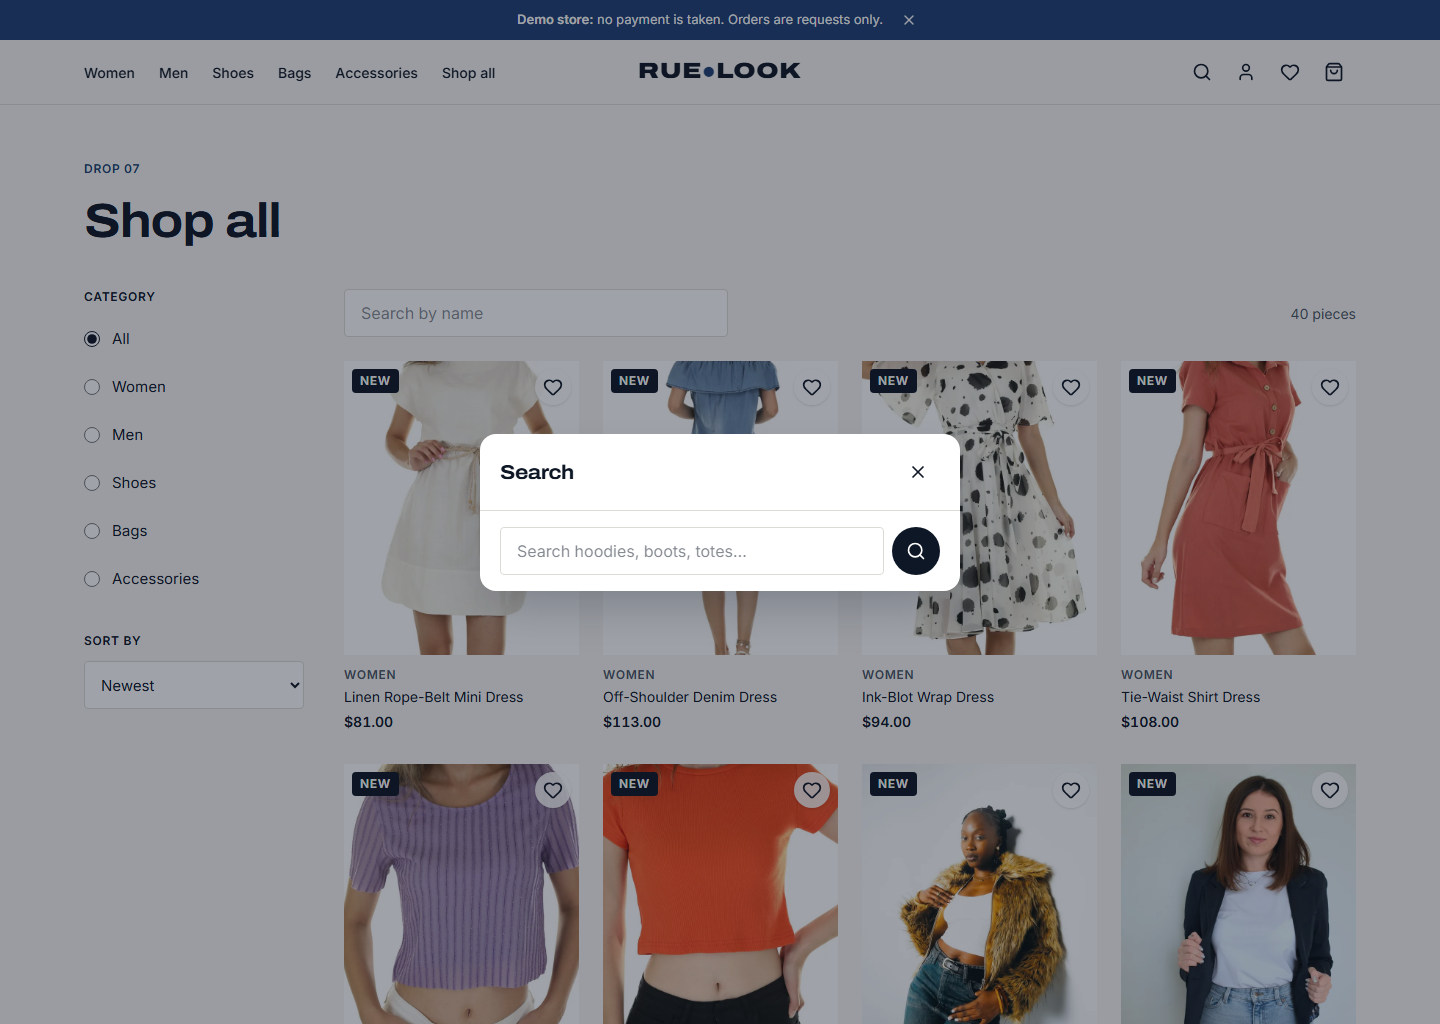 Demo store: no payment is taken. Orders are requests only.
Women Men Shoes Bags Accessories Shop all
RUE•LOOK
DROP 07
Shop all
CATEGORY
All
Women
Men
Shoes
Bags
Accessories
SORT BY
Newest
Search by name
40 pieces
NEW NEW NEW NEW
Search
Search hoodies, boots, totes...
WOMEN WOMEN WOMEN WOMEN
Linen Rope-Belt Mini Dress Off-Shoulder Denim Dress Ink-Blot Wrap Dress Tie-Waist Shirt Dress
$81.00 $113.00 $94.00 $108.00
NEW NEW NEW NEW